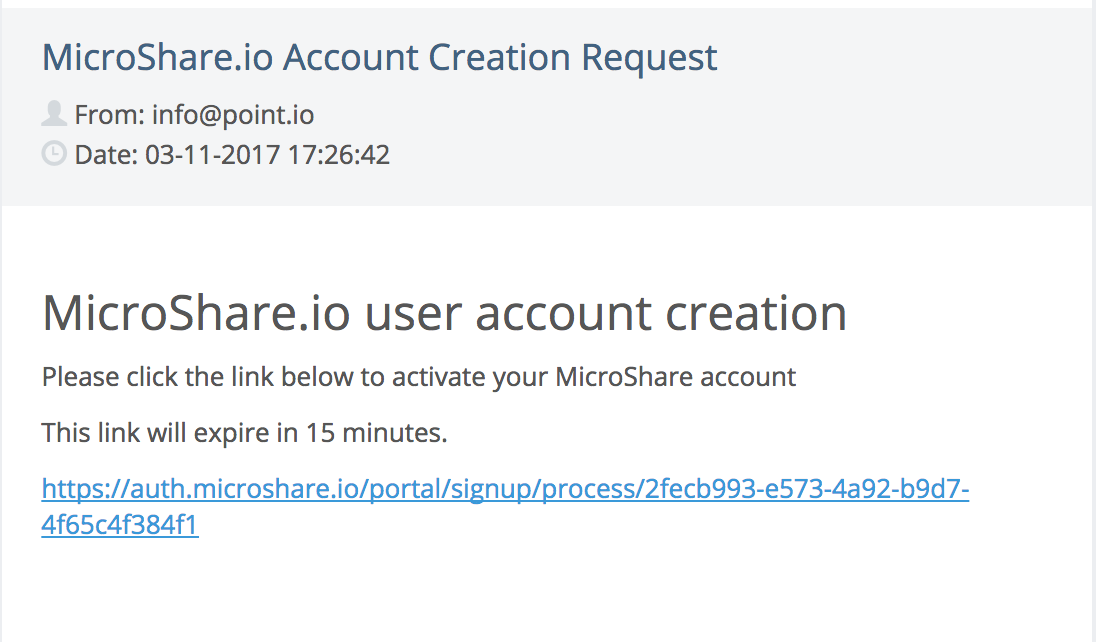 MicroShare.io Account Creation Request
From: info@point.io
Date: 03-11-2017 17:26:42
MicroShare.io user account creation
Please click the link below to activate your MicroShare account
This link will expire in 15 minutes.
https://auth.microshare.io/portal/signup/process/2fecb993-e573-4a92-b9d7-
4f65c4f384f1